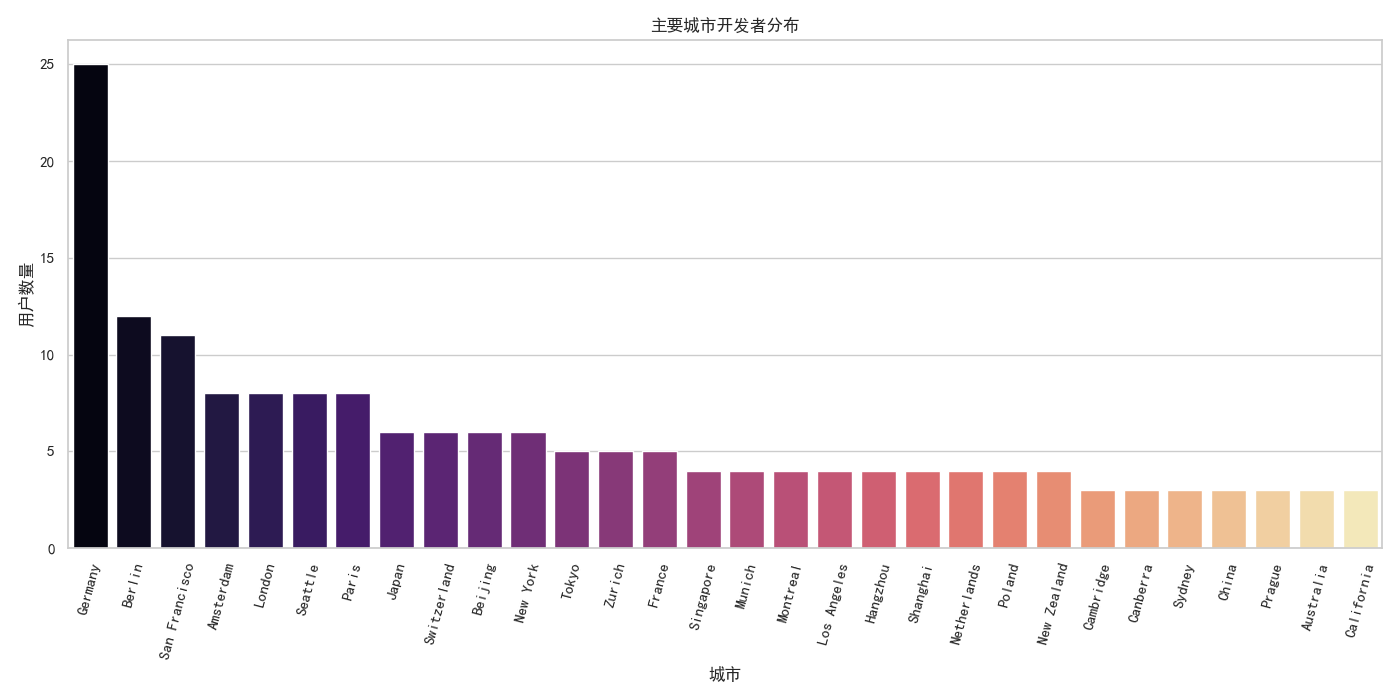 主要城市开发者分布
用户数量
25
20
15
10
5
0
Germany
Berlin
San Francisco
Amsterdam
London
Seattle
Paris
Japan
Switzerland
Beijing
New York
Tokyo
Zurich
France
Singapore
Munich
Montreal
Los Angeles
Hangzhou
Shanghai
Netherlands
Poland
New Zealand
Cambridge
Canberra
Sydney
China
Prague
Australia
California
城市